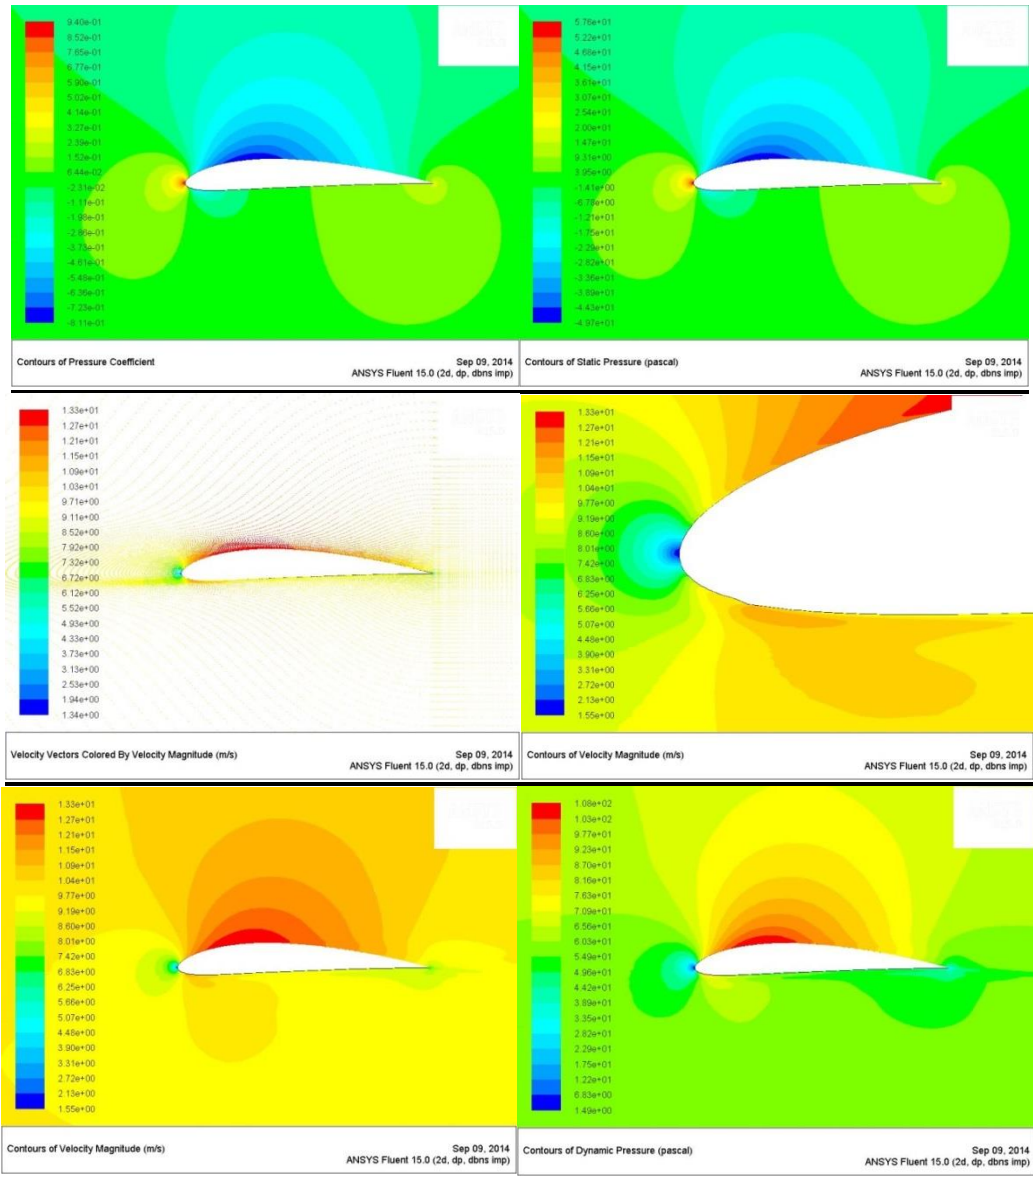 9.40e-01
8.52e-01
7.65e-01
6.77e-01
5.90e-01
5.02e-01
4.14e-01
3.27e-01
2.39e-01
1.52e-01
6.44e-02
-2.31e-02
-1.11e-01
-1.98e-01
-2.86e-01
-3.73e-01
-4.61e-01
-5.48e-01
-6.36e-01
-7.23e-01
-8.11e-01
Contours of Pressure Coefficient
Sep 09, 2014
ANSYS Fluent 15.0 (2d, dp, dbns imp)
5.76e+01
5.22e+01
4.68e+01
4.15e+01
3.61e+01
3.07e+01
2.54e+01
2.00e+01
1.47e+01
9.31e+00
3.95e+00
-1.41e+00
-6.78e+00
-1.21e+01
-1.75e+01
-2.29e+01
-2.82e+01
-3.36e+01
-3.89e+01
-4.43e+01
-4.97e+01
Contours of Static Pressure (pascal)
Sep 09, 2014
ANSYS Fluent 15.0 (2d, dp, dbns imp)
1.33e+01
1.27e+01
1.21e+01
1.15e+01
1.09e+01
1.03e+01
9.71e+00
9.11e+00
8.52e+00
7.92e+00
7.32e+00
6.72e+00
6.12e+00
5.52e+00
4.93e+00
4.33e+00
3.73e+00
3.13e+00
2.53e+00
1.94e+00
1.34e+00
Velocity Vectors Colored By Velocity Magnitude (m/s)
Sep 09, 2014
ANSYS Fluent 15.0 (2d, dp, dbns imp)
1.33e+01
1.27e+01
1.21e+01
1.15e+01
1.09e+01
1.04e+01
9.77e+00
9.19e+00
8.60e+00
8.01e+00
7.42e+00
6.83e+00
6.25e+00
5.66e+00
5.07e+00
4.48e+00
3.90e+00
3.31e+00
2.72e+00
2.13e+00
1.55e+00
Contours of Velocity Magnitude (m/s)
Sep 09, 2014
ANSYS Fluent 15.0 (2d, dp, dbns imp)
1.33e+01
1.27e+01
1.21e+01
1.15e+01
1.09e+01
1.04e+01
9.77e+00
9.19e+00
8.60e+00
8.01e+00
7.42e+00
6.83e+00
6.25e+00
5.66e+00
5.07e+00
4.48e+00
3.90e+00
3.31e+00
2.72e+00
2.13e+00
1.55e+00
Contours of Velocity Magnitude (m/s)
Sep 09, 2014
ANSYS Fluent 15.0 (2d, dp, dbns imp)
1.08e+02
1.03e+02
9.77e+01
9.23e+01
8.70e+01
8.16e+01
7.63e+01
7.09e+01
6.56e+01
6.03e+01
5.49e+01
4.96e+01
4.42e+01
3.89e+01
3.35e+01
2.82e+01
2.29e+01
1.75e+01
1.22e+01
6.83e+00
1.49e+00
Contours of Dynamic Pressure (pascal)
Sep 09, 2014
ANSYS Fluent 15.0 (2d, dp, dbns imp)